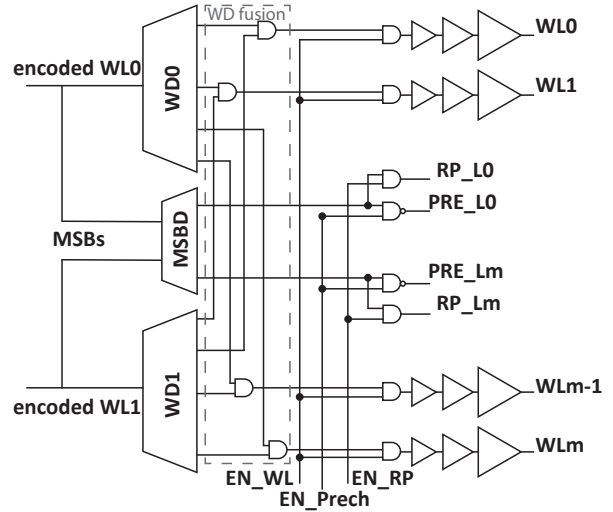 WD fusion
WL0
encoded WL0
WD0
WL1
RP_L0
PRE_L0
MSBs
MSBD
PRE_Lm
RP_Lm
WD1
encoded WL1
WLm-1
WLm
EN_WL
EN_RP
EN_Prech